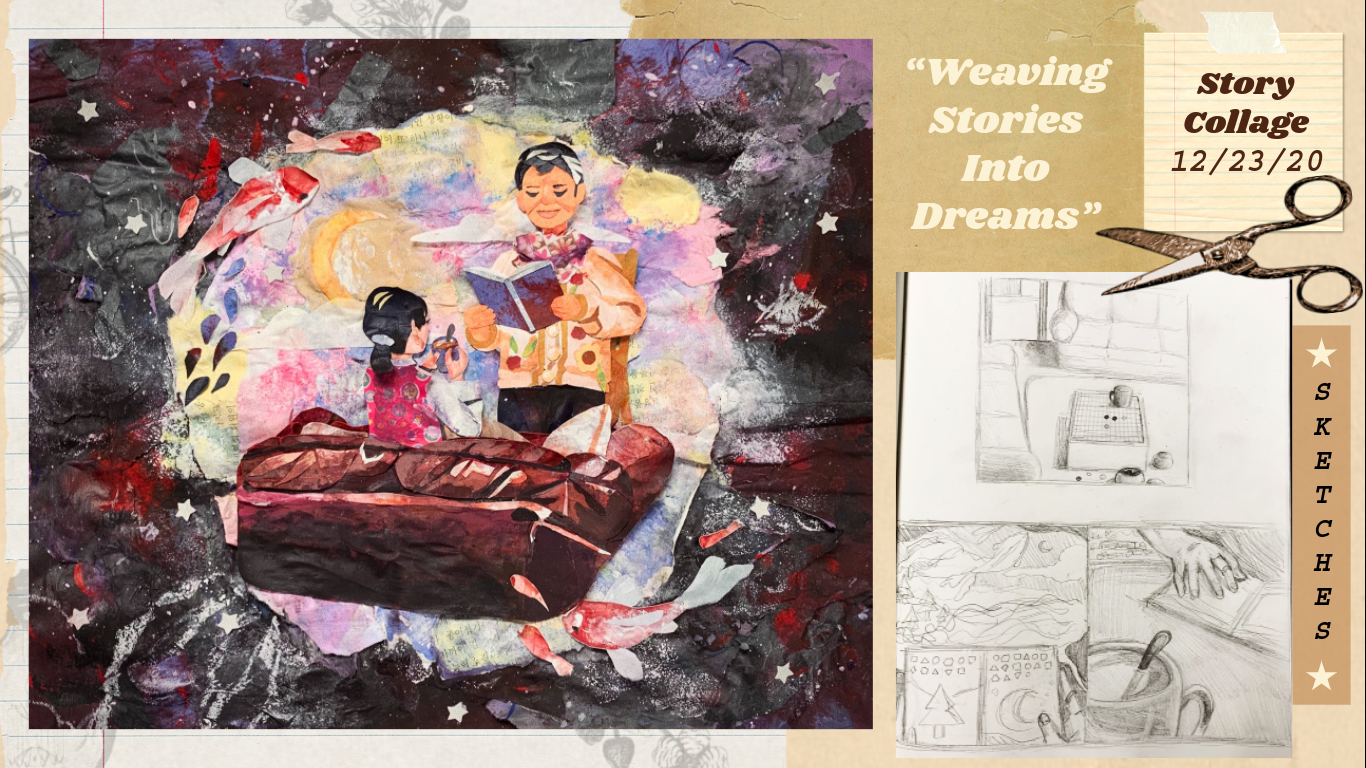 “Weaving
Stories
Into
Dreams”
Story
Collage
12/23/20
SKETCHES